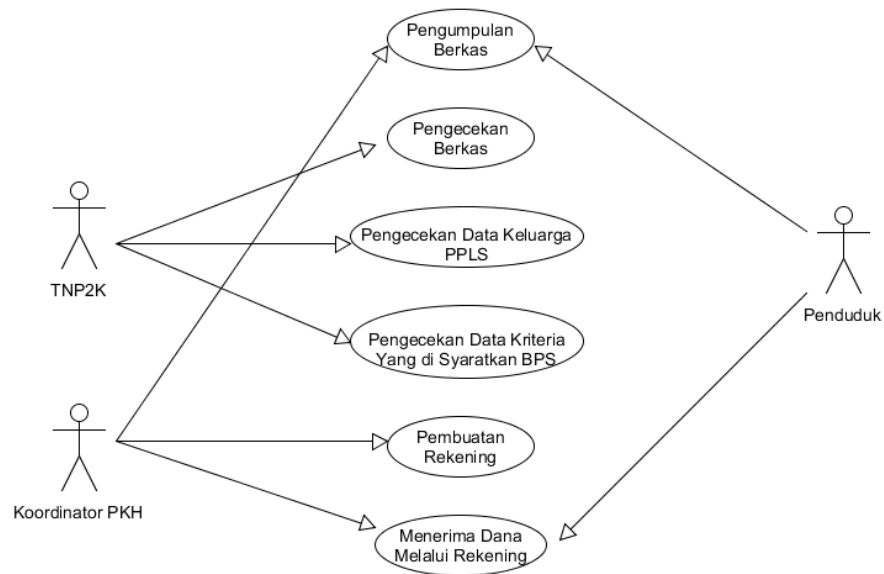 Pengumpulan
Berkas
Pengecekan
Berkas
TNP2K
Pengecekan Data Keluarga
PPLS
Penduduk
Pengecekan Data Kriteria
Yang di Syaratkan BPS
Koordinator PKH
Pembuatan
Rekening
Menerima Dana
Melalui Rekening